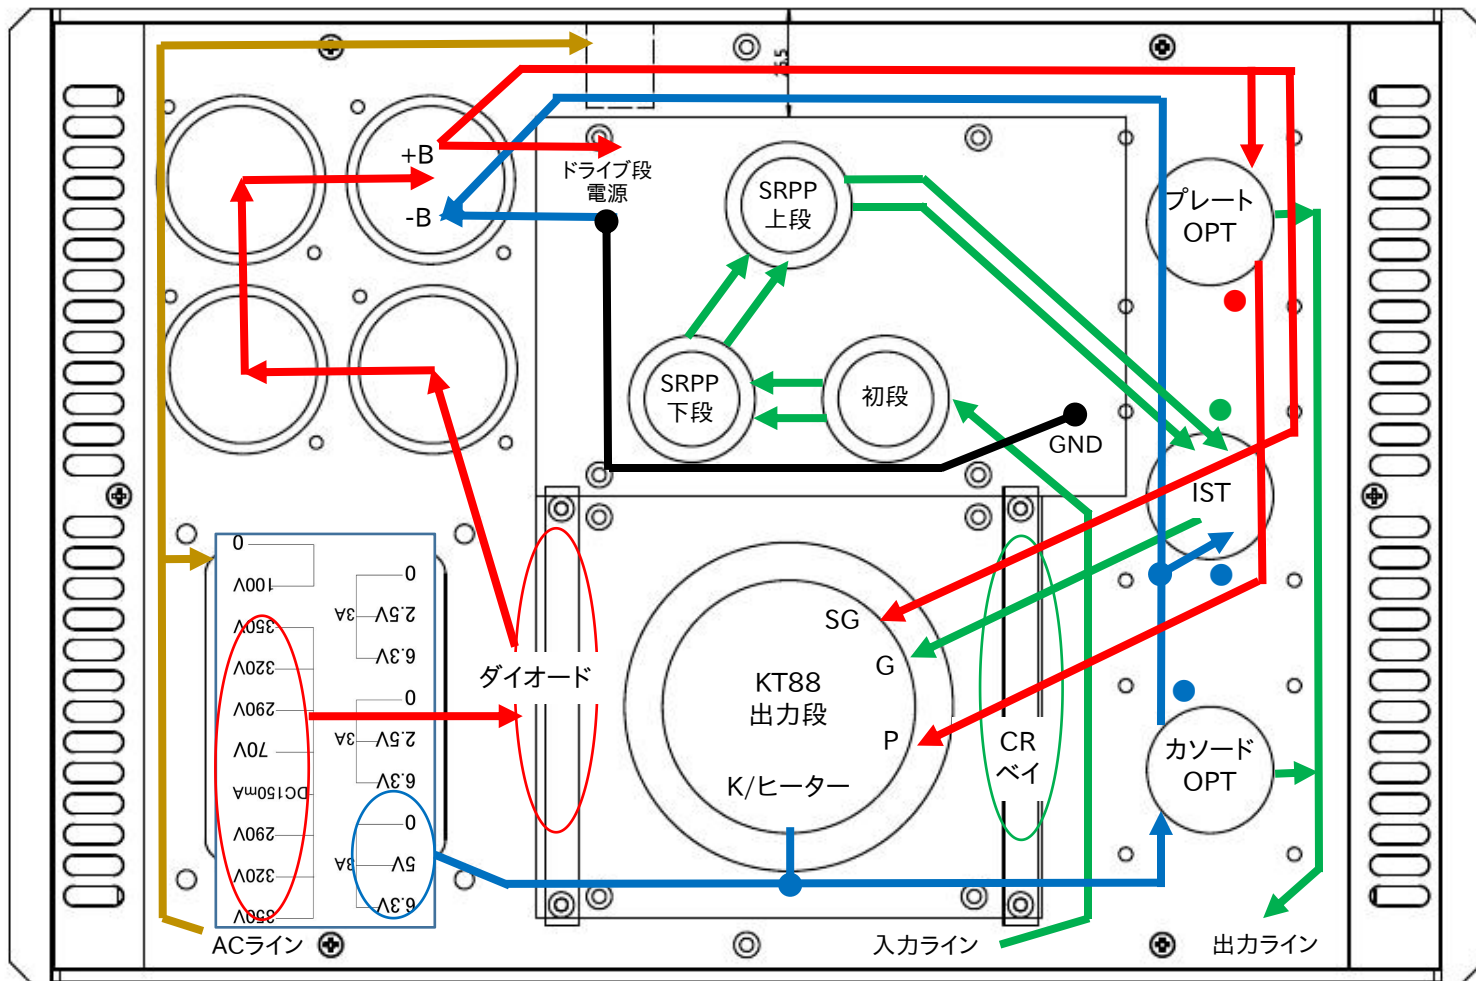 26.5
+B
-B
ドライブ段
電源
SRPP
上段
プレート
OPT
SRPP
下段
初段
GND
IST
0
100V
350V
320V
290V
70V
DC150mA
290V
320V
350V
0
2.5V 3A
6.3V
0
2.5V 3A
6.3V
0
5V 3A
6.3V
ダイオード
SG
G
P
KT88
出力段
K/ヒーター
CR
ベイ
カソード
OPT
ACライン
入力ライン
出力ライン